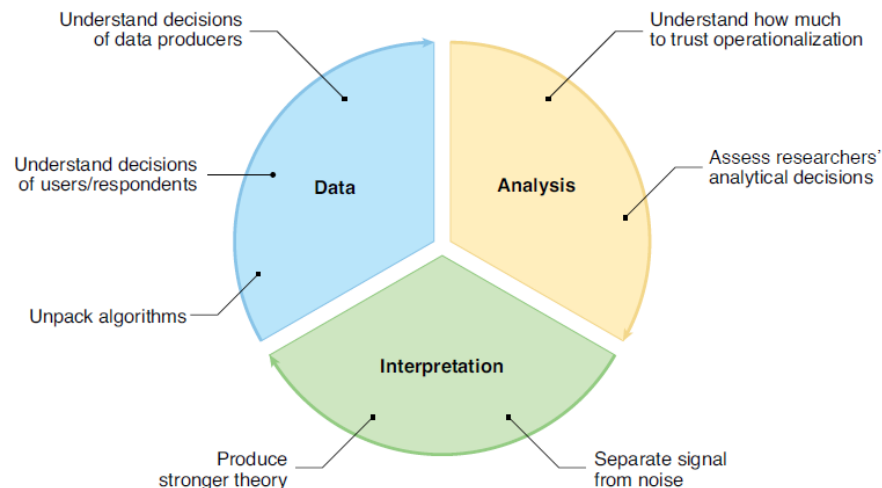 Understand decisions
of data producers
Understand how much
to trust operationalization
Understand decisions
of users/respondents
Data
Analysis
Assess researchers’
analytical decisions
Unpack algorithms
Interpretation
Produce
stronger theory
Separate signal
from noise